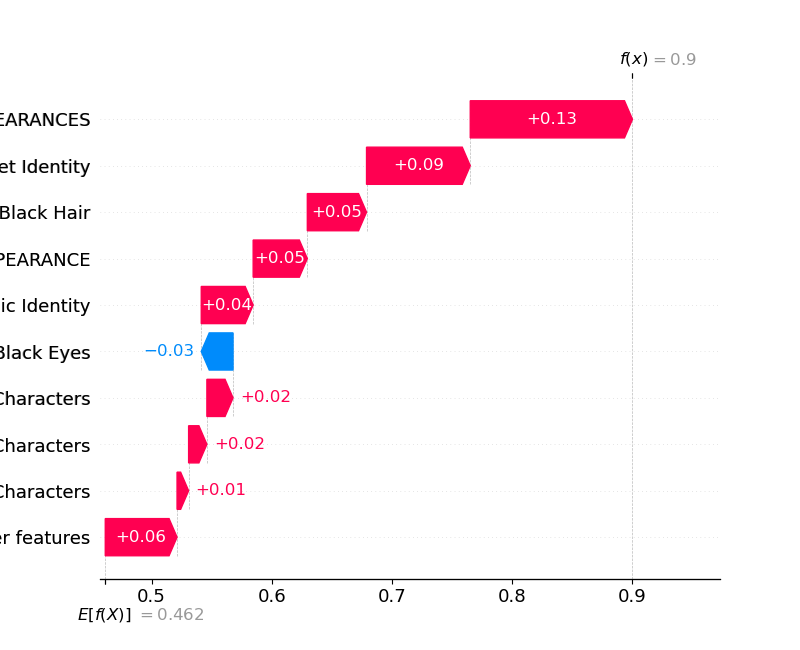 f(x) = 0.9
EARANCES +0.13
et Identity +0.09
Black Hair +0.05
PEARANCE +0.05
ic Identity +0.04
Black Eyes −0.03
Characters +0.02
Characters +0.02
Characters +0.01
er features +0.06
0.5 0.6 0.7 0.8 0.9
E[f(X)] = 0.462